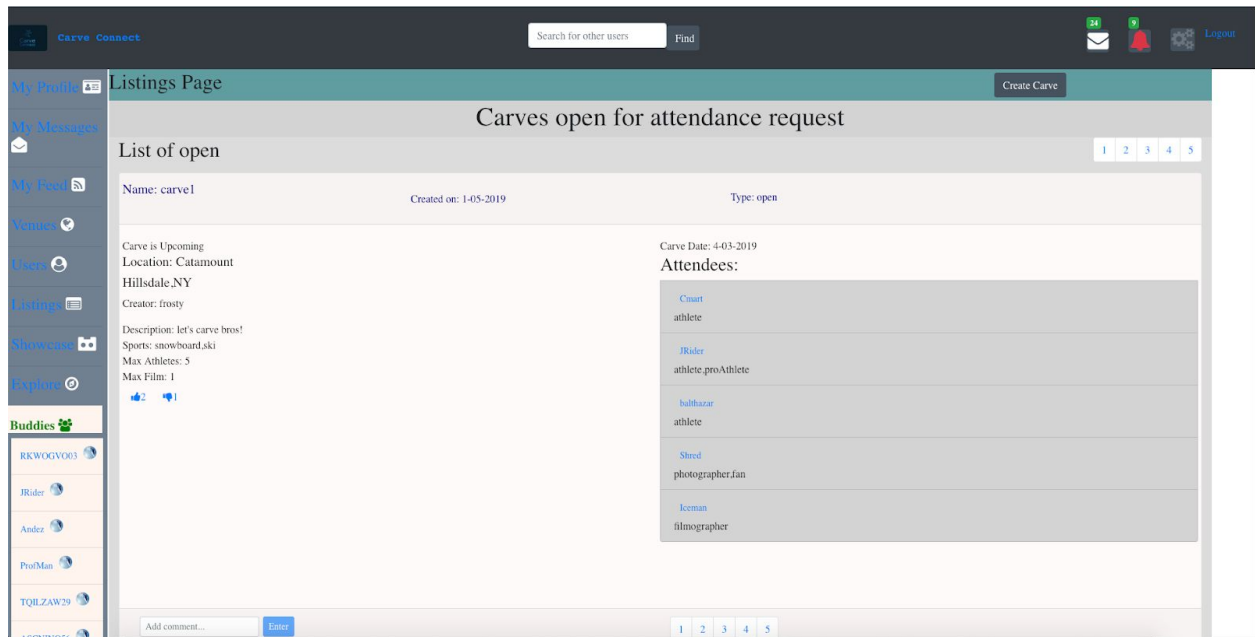 Carve Connect
Search for other users
Find
24
9
Logout
My Profile
My Messages
My Feed
Venues
Users
Listings
Showcase
Explore
Buddies
RKWOGVO03
JRider
Andez
ProfMan
TQILZAW29
Listings Page
Create Carve
Carves open for attendance request
List of open
1 2 3 4 5
Name: carve1
Created on: 1-05-2019
Type: open
Carve is Upcoming
Location: Catamount
Hillsdale,NY
Creator: frosty
Description: let's carve bros!
Sports: snowboard,ski
Max Athletes: 5
Max Film: 1
2 1
Carve Date: 4-03-2019
Attendees:
Cmart
athlete
JRider
athlete,proAthlete
balthazar
athlete
Shred
photographer,fan
Iceman
filmographer
Add comment...
Enter
1 2 3 4 5